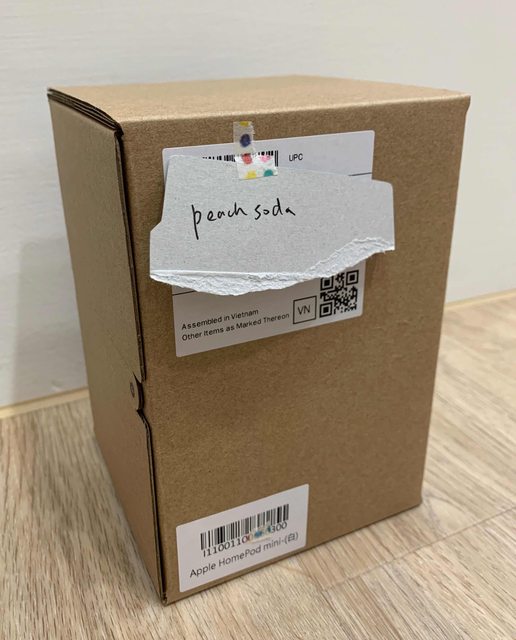 UPC
peach soda
Assembled in Vietnam
Other Items as Marked Thereon
VN
Apple HomePod mini-(白)